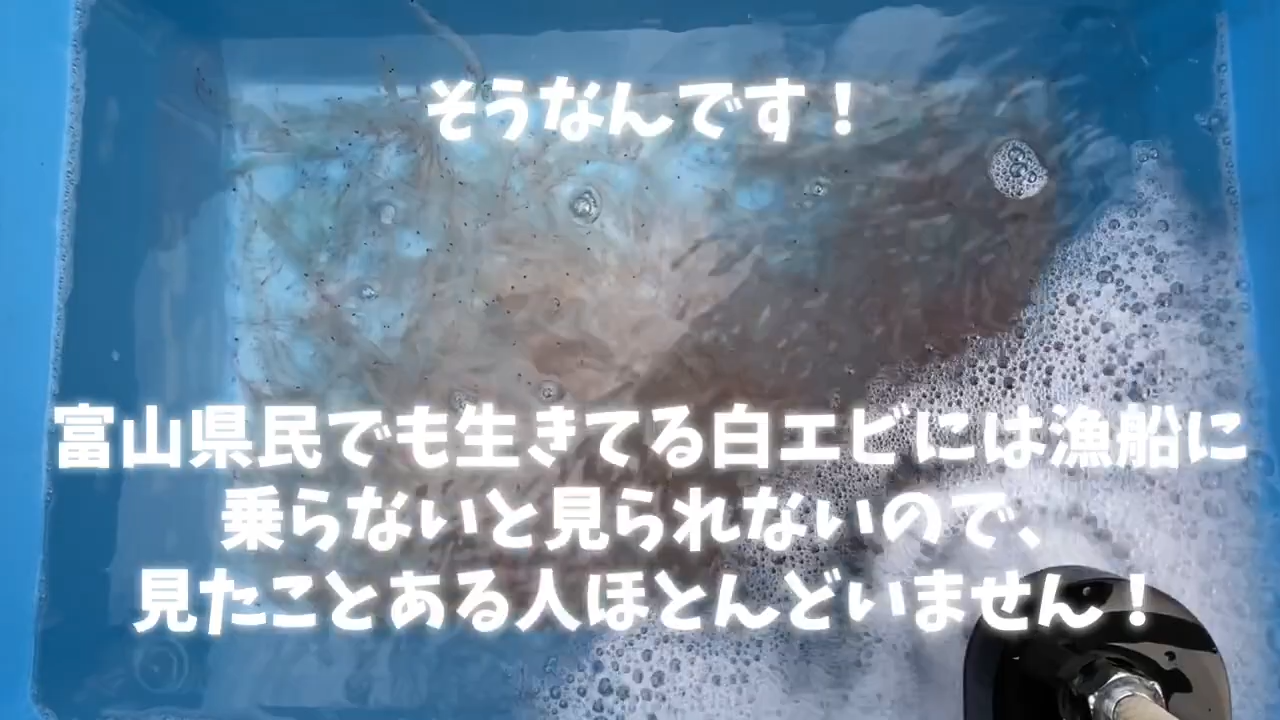 そうなんです！
富山県民でも生きてる白エビには漁船に
乗らないと見られないので、
見たことある人ほとんどいません！